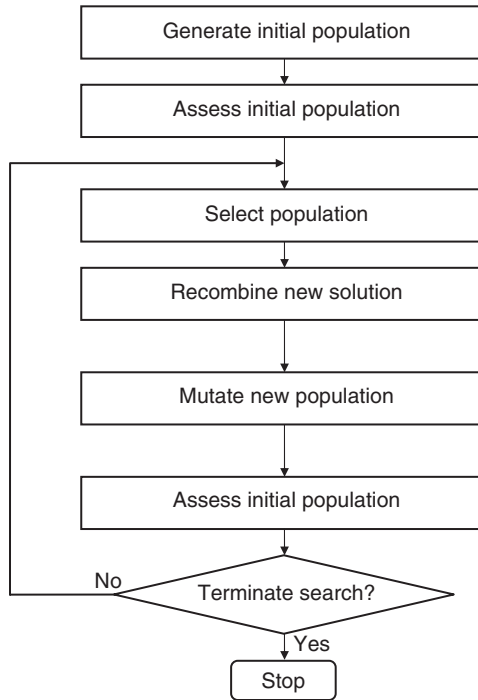 Generate initial population
Assess initial population
Select population
Recombine new solution
Mutate new population
Assess initial population
Terminate search?
No
Yes
Stop